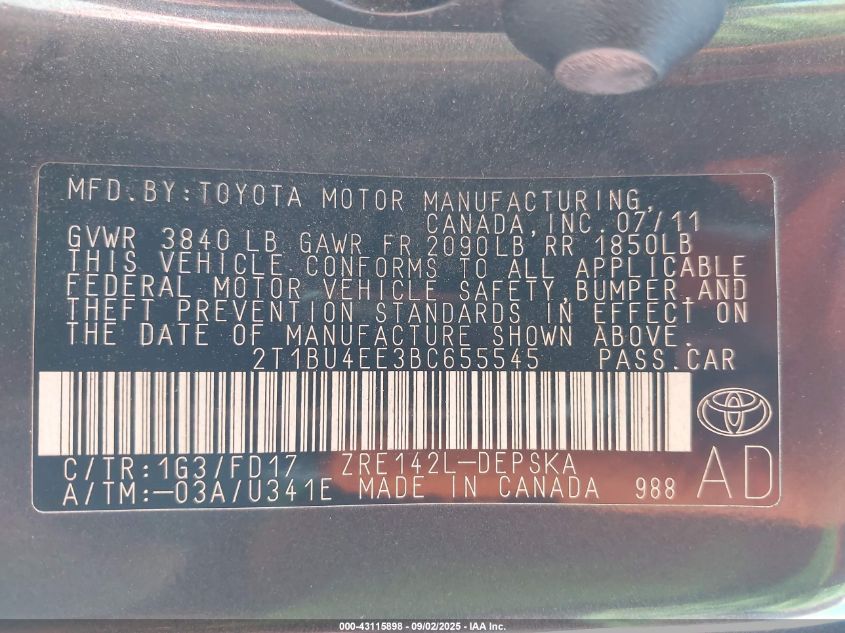 MFD.BY:TOYOTA MOTOR MANUFACTURING,
CANADA,INC. 07/11
GVWR 3840 LB GAWR FR 2090LB RR 1850LB
THIS VEHICLE CONFORMS TO ALL APPLICABLE
FEDERAL MOTOR VEHICLE SAFETY,BUMPER,AND
THEFT PREVENTION STANDARDS IN EFFECT ON
THE DATE OF MANUFACTURE SHOWN ABOVE.
2T1BU4EE3BC655545 PASS.CAR
C/TR:1G3/FD17 ZRE142L–DEPSKA
A/TM:–03A/U341E MADE IN CANADA 988 AD
000-43115898 - 09/02/2025 - IAA Inc.